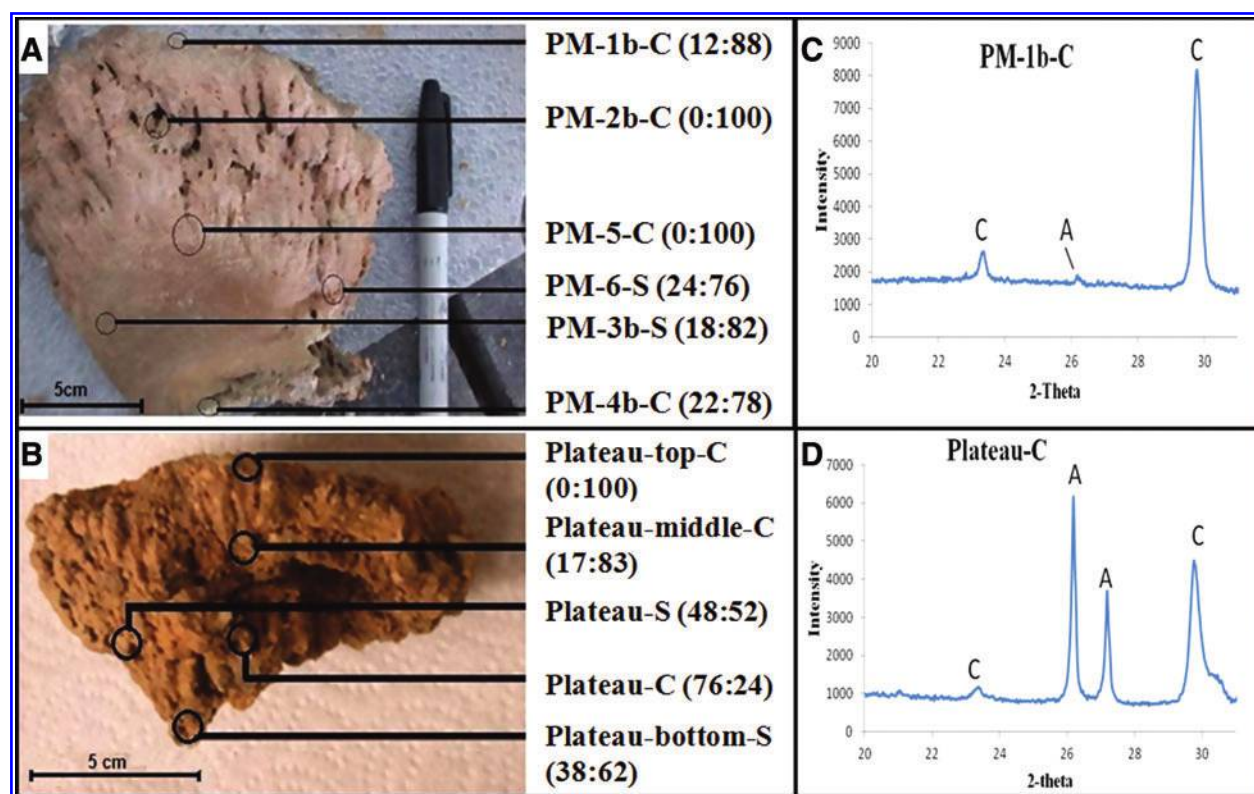 A
PM-1b-C (12:88)
PM-2b-C (0:100)
PM-5-C (0:100)
PM-6-S (24:76)
PM-3b-S (18:82)
PM-4b-C (22:78)
5cm
C
PM-1b-C
9000
8000
7000
6000
5000
4000
3000
2000
1000
0
Intensity
C
A
C
20
22
24
26
28
30
2-Theta
B
Plateau-top-C
(0:100)
Plateau-middle-C
(17:83)
Plateau-S (48:52)
Plateau-C (76:24)
Plateau-bottom-S
(38:62)
5 cm
D
Plateau-C
7000
6000
5000
4000
3000
2000
1000
0
Intensity
C
A
A
C
20
22
24
26
28
30
2-theta